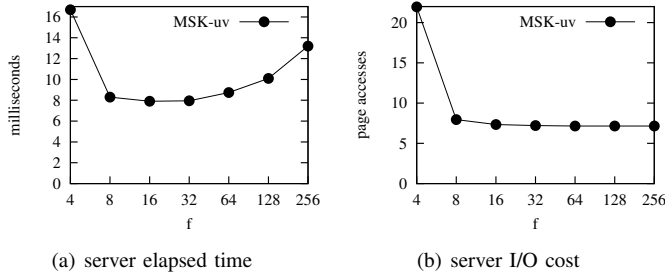 16
14
12
10
8
6
4
2
0
milliseconds
MSK-uv
4 8 16 32 64 128 256
f
(a) server elapsed time
20
15
10
5
0
page accesses
MSK-uv
4 8 16 32 64 128 256
f
(b) server I/O cost